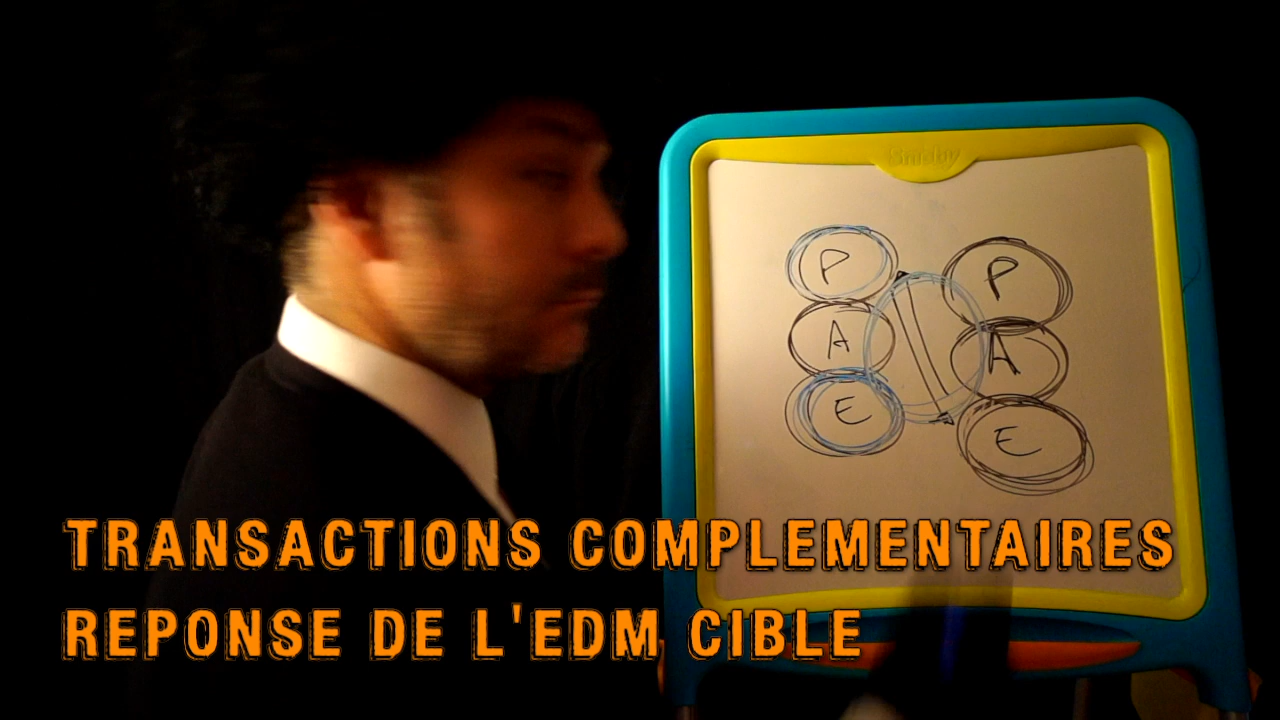 Smoby
P P
A A
E E
TRANSACTIONS COMPLEMENTAIRES
REPONSE DE L'EDM CIBLE